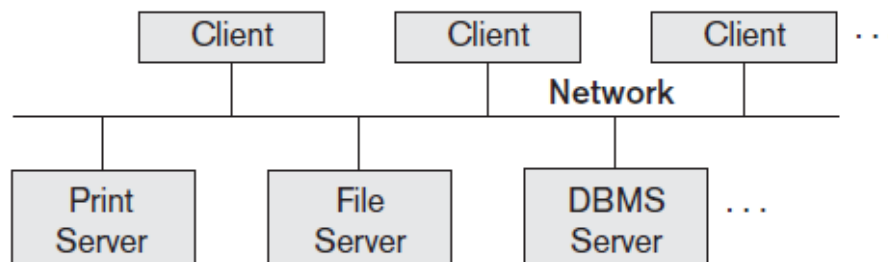 Client Client Client . .
Network
Print File DBMS . . .
Server Server Server